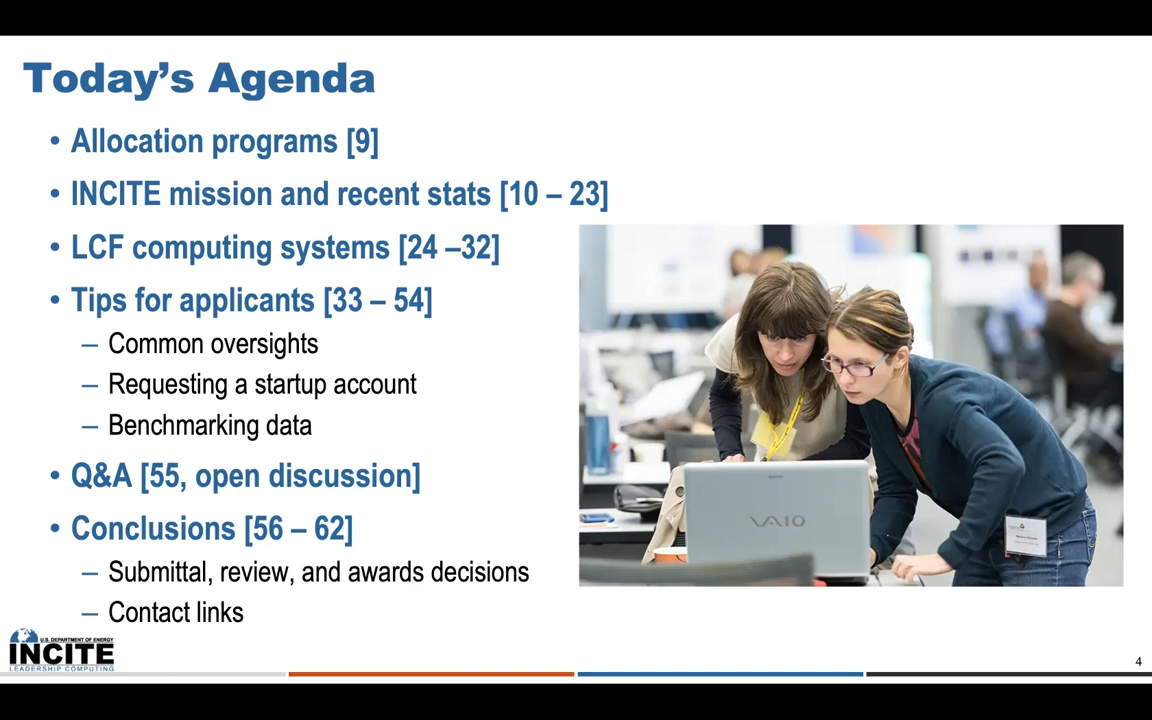 Today's Agenda
• Allocation programs [9]
• INCITE mission and recent stats [10 – 23]
• LCF computing systems [24 –32]
• Tips for applicants [33 – 54]
– Common oversights
– Requesting a startup account
– Benchmarking data
• Q&A [55, open discussion]
• Conclusions [56 – 62]
– Submittal, review, and awards decisions
– Contact links
VAIO
U.S. DEPARTMENT OF ENERGY
INCITE
LEADERSHIP COMPUTING
4